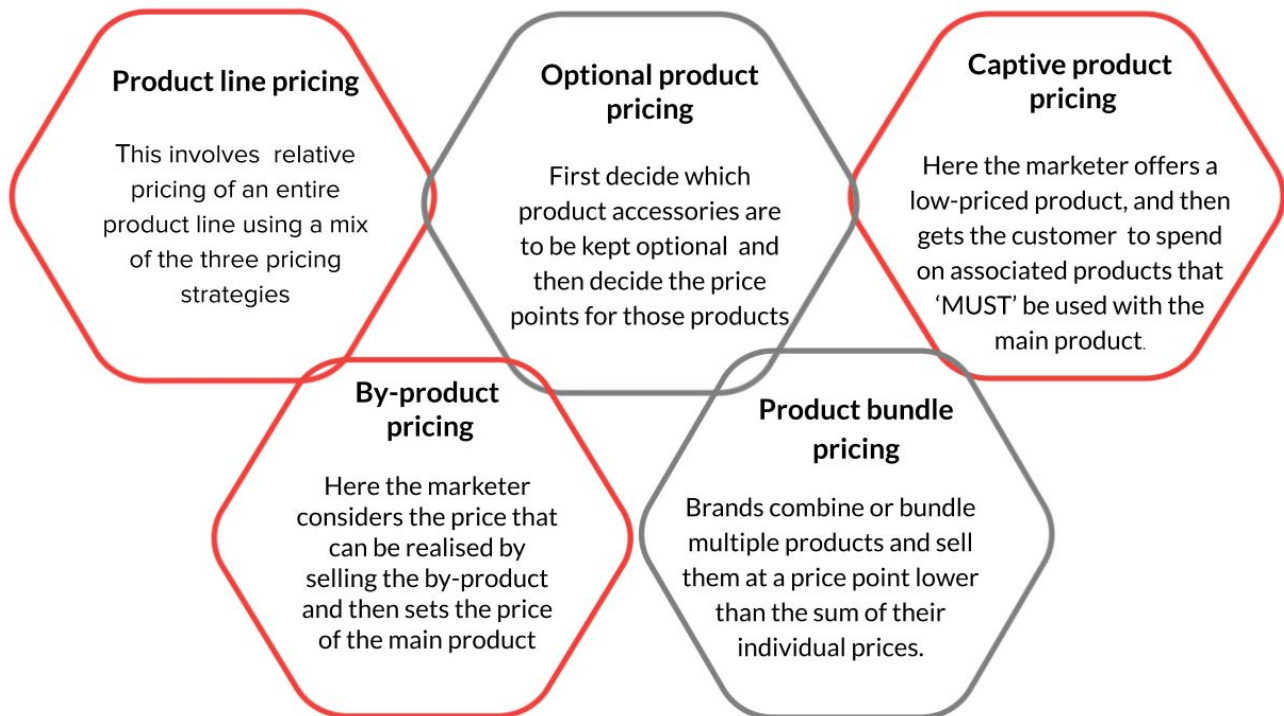 Product line pricing
This involves relative
pricing of an entire
product line using a mix
of the three pricing
strategies
Optional product
pricing
First decide which
product accessories are
to be kept optional and
then decide the price
points for those products
Captive product
pricing
Here the marketer offers a
low-priced product, and then
gets the customer to spend
on associated products that
‘MUST’ be used with the
main product.
By-product
pricing
Here the marketer
considers the price that
can be realised by
selling the by-product
and then sets the price
of the main product
Product bundle
pricing
Brands combine or bundle
multiple products and sell
them at a price point lower
than the sum of their
individual prices.